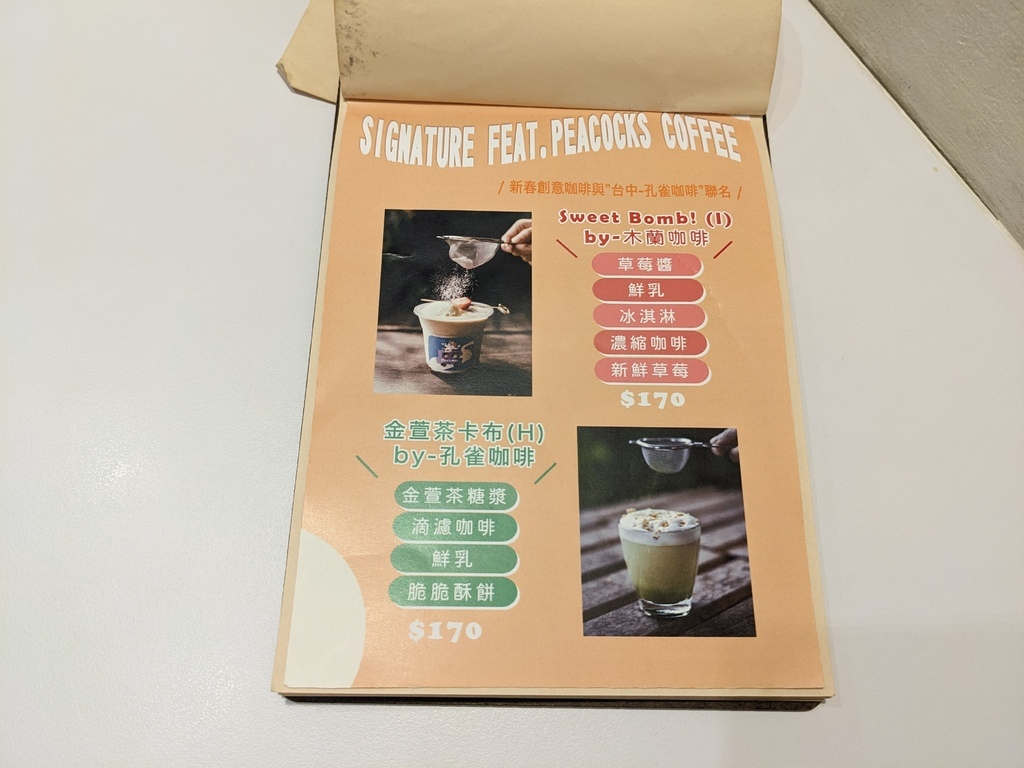 SIGNATURE FEAT. PEACOCKS COFFEE
/ 新春創意咖啡與"台中-孔雀咖啡"聯名 /
Sweet Bomb! (I)
by-木蘭咖啡
草莓醬
鮮乳
冰淇淋
濃縮咖啡
新鮮草莓
$170
金萱茶卡布(H)
by-孔雀咖啡
金萱茶糖漿
滴濾咖啡
鮮乳
脆脆酥餅
$170